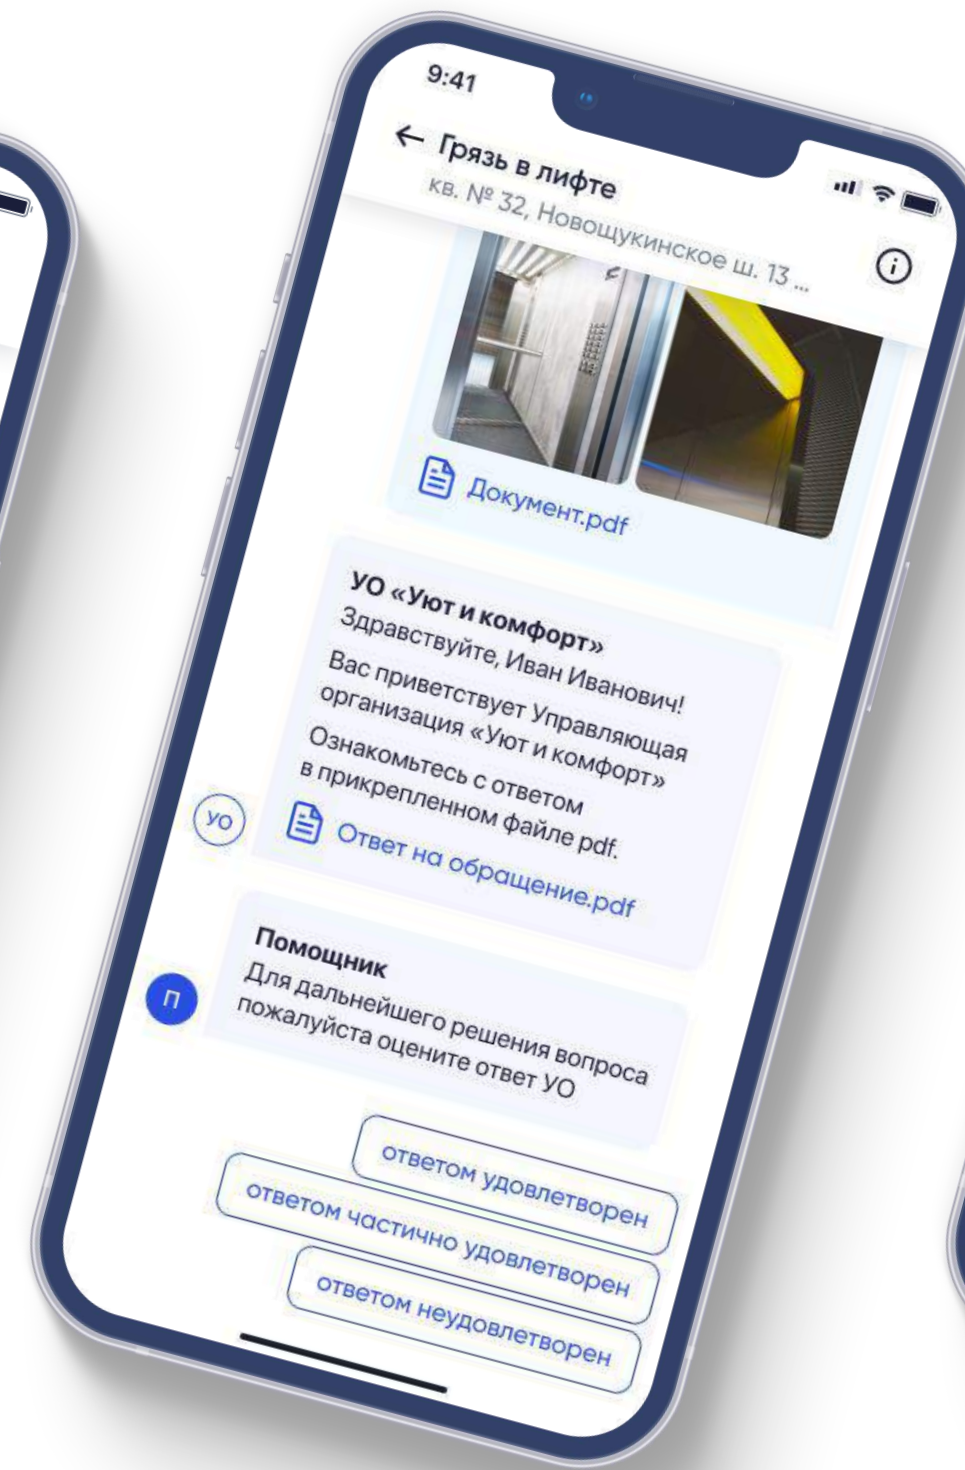 9:41
Грязь в лифте
кв. № 32, Новощукинское ш. 13 ...
Документ.pdf
УО «Уют и комфорт»
Здравствуйте, Иван Иванович!
Вас приветствует Управляющая
организация «Уют и комфорт»
Ознакомьтесь с ответом
в прикрепленном файле pdf.
Ответ на обращение.pdf
УО
Помощник
Для дальнейшего решения вопроса
пожалуйста оцените ответ УО
П
ответом удовлетворен
ответом частично удовлетворен
ответом неудовлетворен